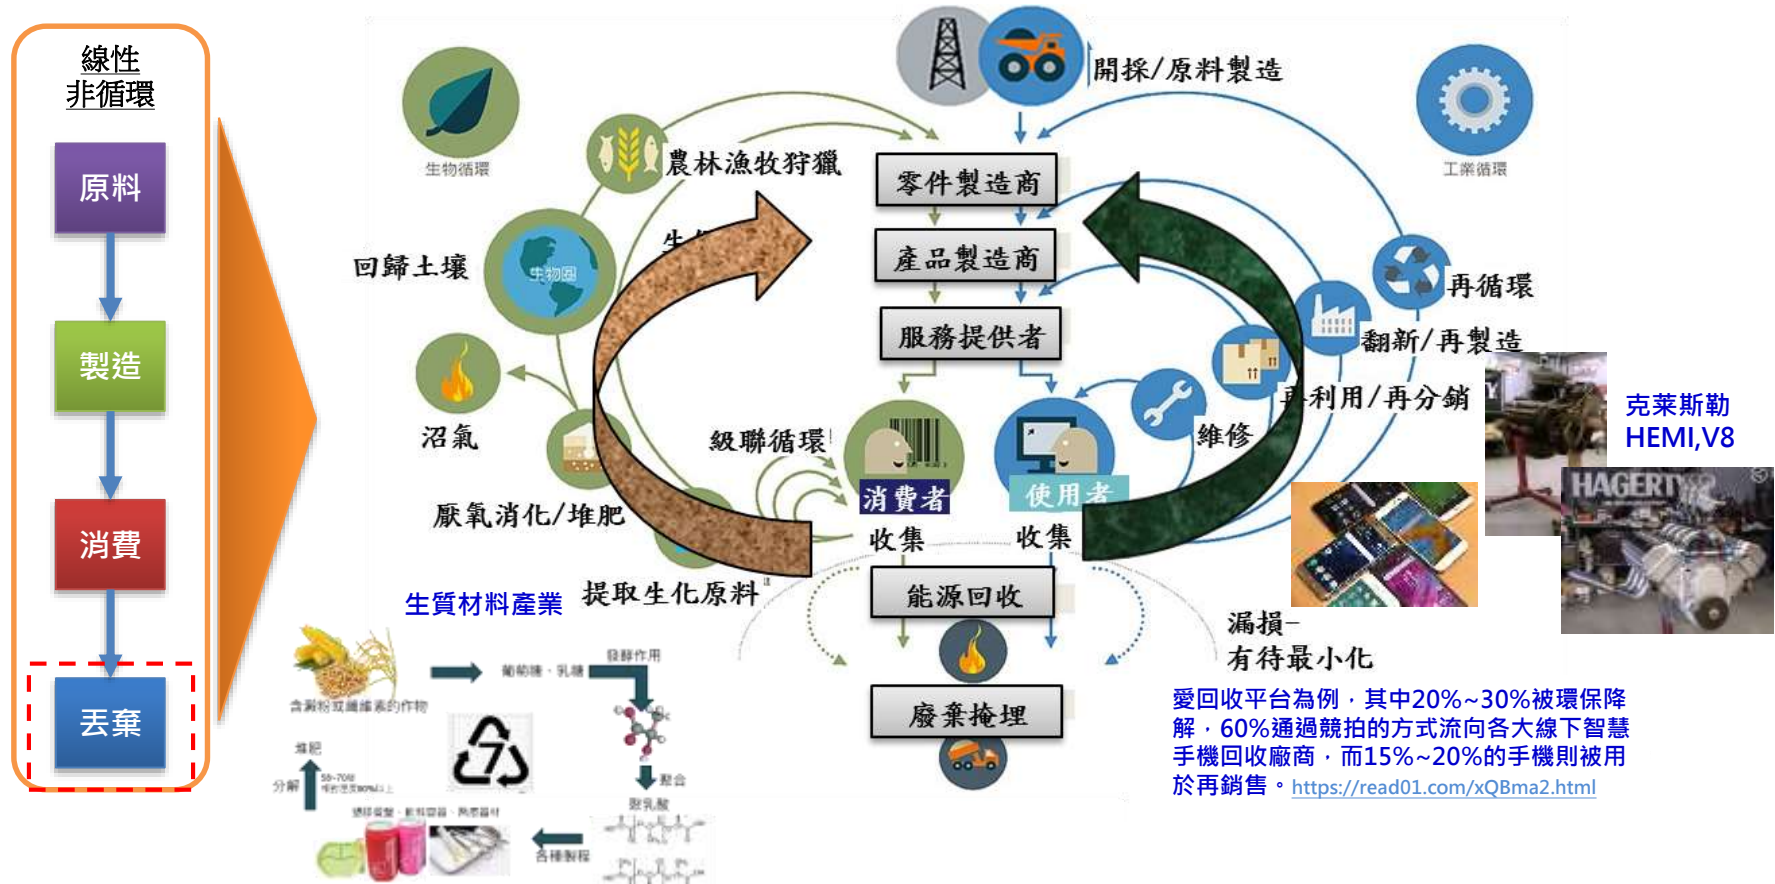 線性
非循環
原料
製造
消費
丟棄
生物循環
開採/原料製造
工業循環
農林漁牧狩獵
回歸土壤
生物圈
沼氣
厭氧消化/堆肥
提取生化原料
級聯循環
零件製造商
產品製造商
服務提供者
消費者
使用者
收集
收集
能源回收
廢棄掩埋
再循環
翻新/再製造
再利用/再分銷
維修
漏損-
有待最小化
克萊斯勒
HEMI,V8
HAGERTY
生質材料產業
含澱粉或纖維素的作物
葡萄糖、乳糖
發酵作用
聚合
聚乳酸
各種製程
分解
堆肥
7
愛回收平台為例，其中20%~30%被環保降
解，60%通過競拍的方式流向各大線下智慧
手機回收廠商，而15%~20%的手機則被用
於再銷售。https://read01.com/xQBma2.html